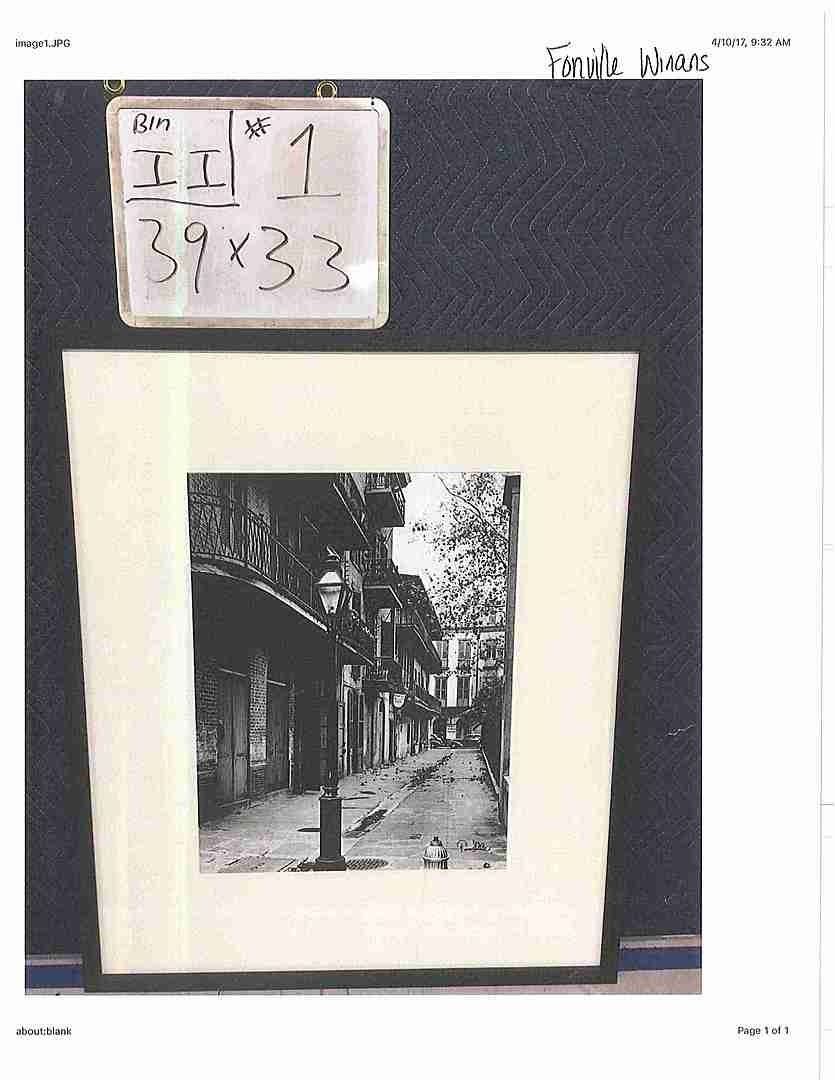 image1.JPG
4/10/17, 9:32 AM
Fonville Winans
BIn # 1
II
39 x 33
about:blank
Page 1 of 1